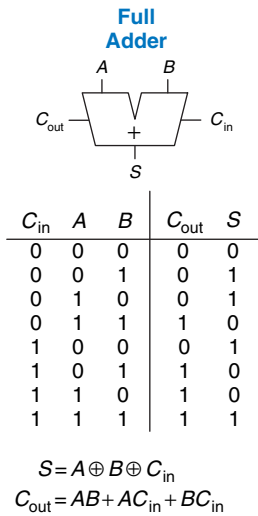 Full
Adder
A B
Cout Cin
+
S
Cin A B Cout S
0 0 0 0 0
0 0 1 0 1
0 1 0 0 1
0 1 1 1 0
1 0 0 0 1
1 0 1 1 0
1 1 0 1 0
1 1 1 1 1
S = A ⊕ B ⊕ Cin
Cout = AB + ACin + BCin